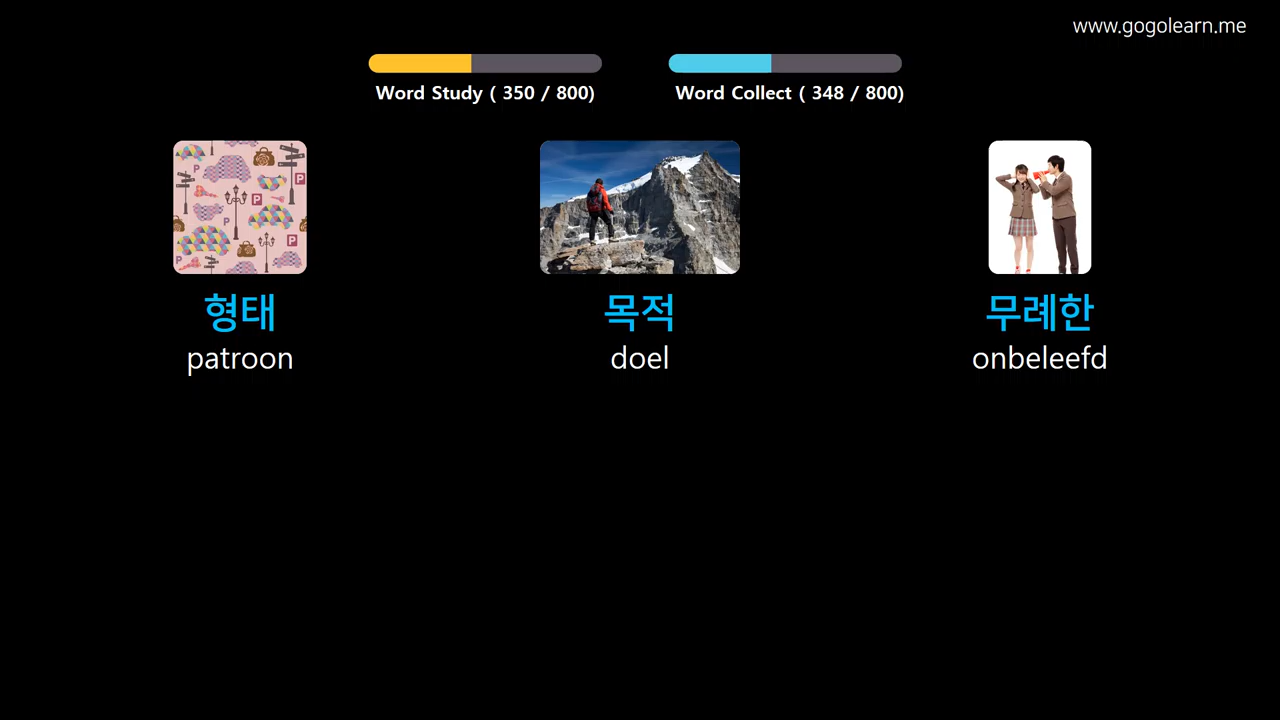 www.gogolearn.me
Word Study ( 350 / 800)
Word Collect ( 348 / 800)
P
P
P
P
P
P
형태
목적
무례한
patroon
doel
onbeleefd